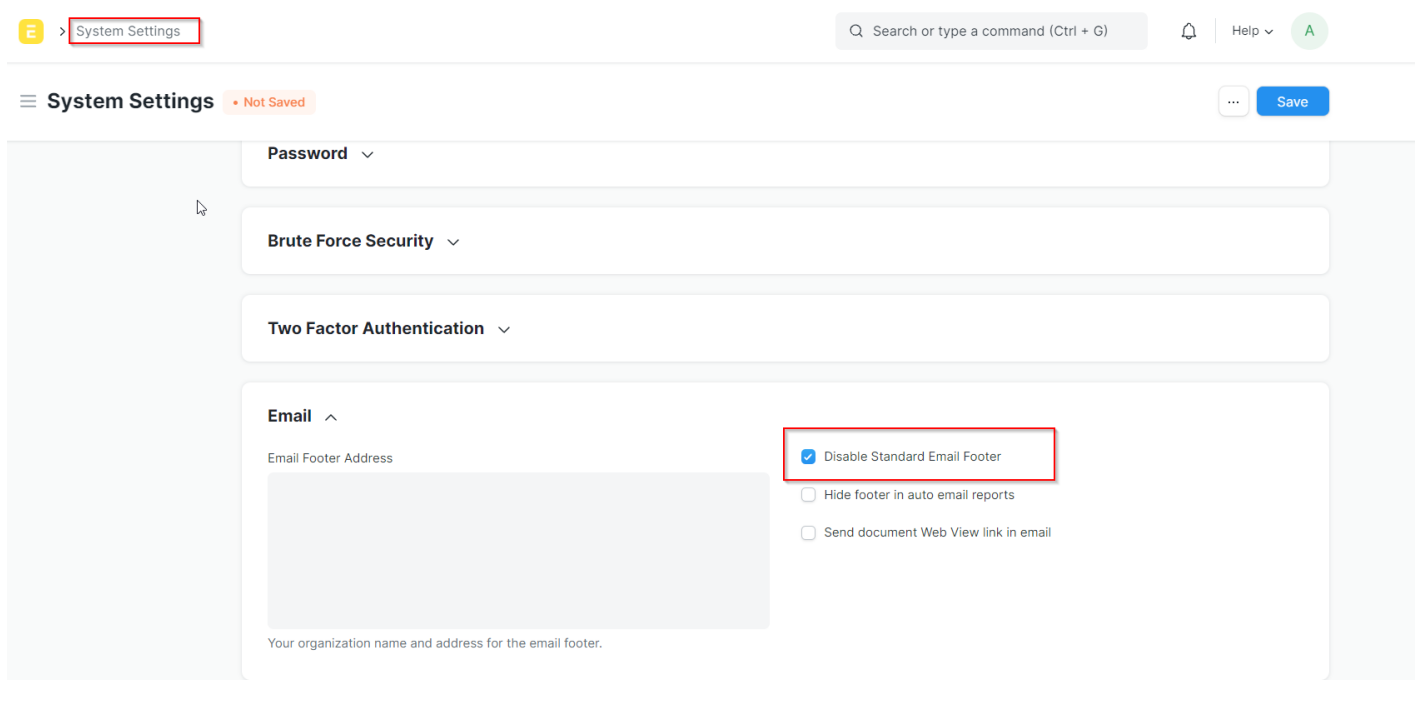 E
System Settings
Search or type a command (Ctrl + G)
Help
A
System Settings
• Not Saved
...
Save
Password
Brute Force Security
Two Factor Authentication
Email
Email Footer Address
Disable Standard Email Footer
Hide footer in auto email reports
Send document Web View link in email
Your organization name and address for the email footer.